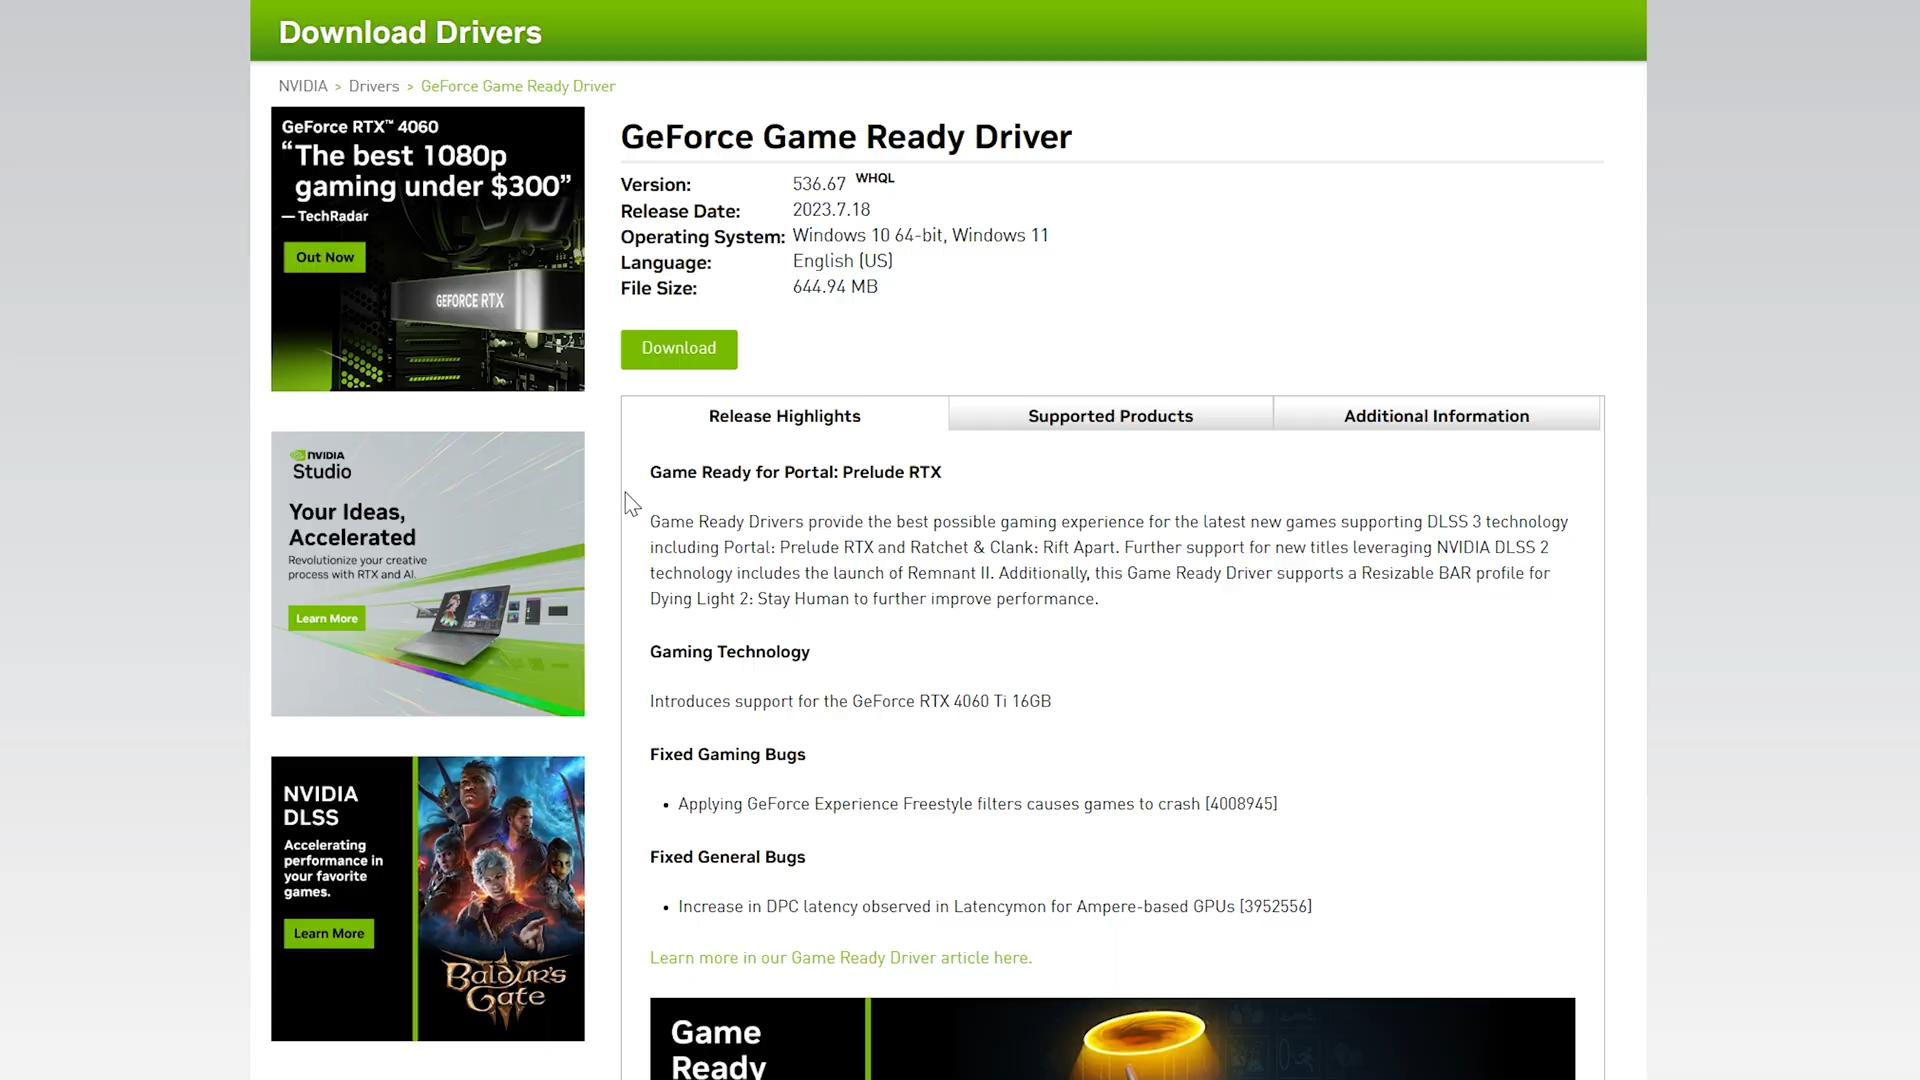 Download Drivers
NVIDIA > Drivers > GeForce Game Ready Driver
GeForce RTX™ 4060
“The best 1080p
gaming under $300”
— TechRadar
Out Now
GEFORCE RTX
NVIDIA
Studio
Your Ideas,
Accelerated
Revolutionize your creative
process with RTX and AI.
Learn More
NVIDIA
DLSS
Accelerating
performance in
your favorite
games.
Learn More
Baldur's
Gate
GeForce Game Ready Driver
Version: 536.67 WHQL
Release Date: 2023.7.18
Operating System: Windows 10 64-bit, Windows 11
Language: English (US)
File Size: 644.94 MB
Download
Release Highlights Supported Products Additional Information
Game Ready for Portal: Prelude RTX
Game Ready Drivers provide the best possible gaming experience for the latest new games supporting DLSS 3 technology
including Portal: Prelude RTX and Ratchet & Clank: Rift Apart. Further support for new titles leveraging NVIDIA DLSS 2
technology includes the launch of Remnant II. Additionally, this Game Ready Driver supports a Resizable BAR profile for
Dying Light 2: Stay Human to further improve performance.
Gaming Technology
Introduces support for the GeForce RTX 4060 Ti 16GB
Fixed Gaming Bugs
• Applying GeForce Experience Freestyle filters causes games to crash [4008945]
Fixed General Bugs
• Increase in DPC latency observed in Latencymon for Ampere-based GPUs [3952556]
Learn more in our Game Ready Driver article here.
Game
Ready